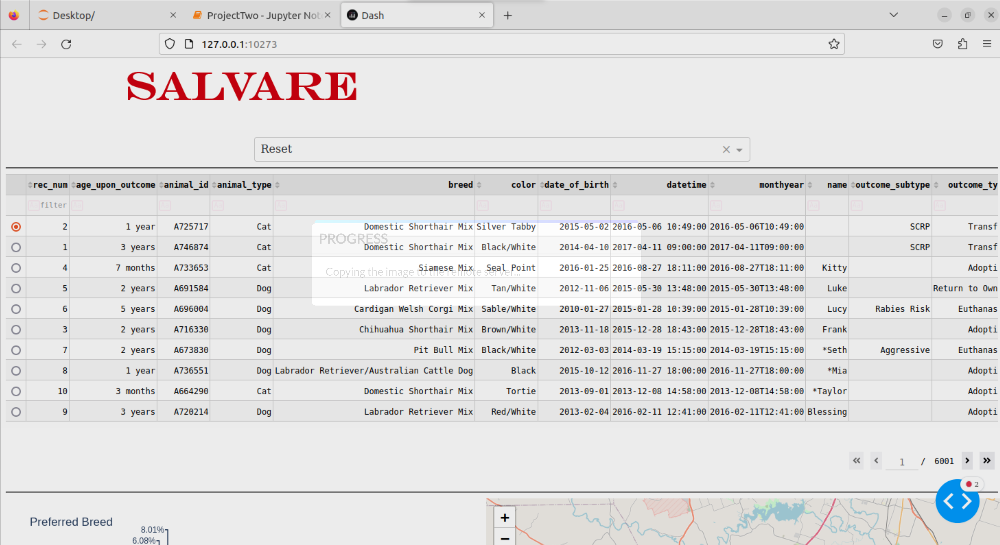 Desktop/ ProjectTwo - Jupyter Not Dash
127.0.0.1:10273
SALVARE
Reset
rec_num age_upon_outcome animal_id animal_type breed color date_of_birth datetime monthyear name outcome_subtype outcome_ty
Aa filter Aa Aa Aa Aa Aa Aa Aa Aa Aa Aa Aa
2 1 year A725717 Cat Domestic Shorthair Mix Silver Tabby 2015-05-02 2016-05-06 10:49:00 2016-05-06T10:49:00 SCRP Transf
PROGRESS
1 3 years A746874 Cat Domestic Shorthair Mix Black/White 2014-04-10 2017-04-11 09:00:00 2017-04-11T09:00:00 SCRP Transf
4 7 months A733653 Cat Siamese Mix Seal Point 2016-01-25 2016-08-27 18:11:00 2016-08-27T18:11:00 Kitty Adopti
Copying the image to the remote server...
5 2 years A691584 Dog Labrador Retriever Mix Tan/White 2012-11-06 2015-05-30 13:48:00 2015-05-30T13:48:00 Luke Return to Own
6 5 years A696004 Dog Cardigan Welsh Corgi Mix Sable/White 2010-01-27 2015-01-28 10:39:00 2015-01-28T10:39:00 Lucy Rabies Risk Euthanas
3 2 years A716330 Dog Chihuahua Shorthair Mix Brown/White 2013-11-18 2015-12-28 18:43:00 2015-12-28T18:43:00 Frank Adopti
7 2 years A673830 Dog Pit Bull Mix Black/White 2012-03-03 2014-03-19 15:15:00 2014-03-19T15:15:00 *Seth Aggressive Euthanas
8 1 year A736551 Dog Labrador Retriever/Australian Cattle Dog Black 2015-10-12 2016-11-27 18:00:00 2016-11-27T18:00:00 *Mia Adopti
10 3 months A664290 Cat Domestic Shorthair Mix Tortie 2013-09-01 2013-12-08 14:58:00 2013-12-08T14:58:00 *Taylor Adopti
9 3 years A720214 Dog Labrador Retriever Mix Red/White 2013-02-04 2016-02-11 12:41:00 2016-02-11T12:41:00 Blessing Adopti
1 / 6001
2
Preferred Breed
8.01%
6.08%
+
−